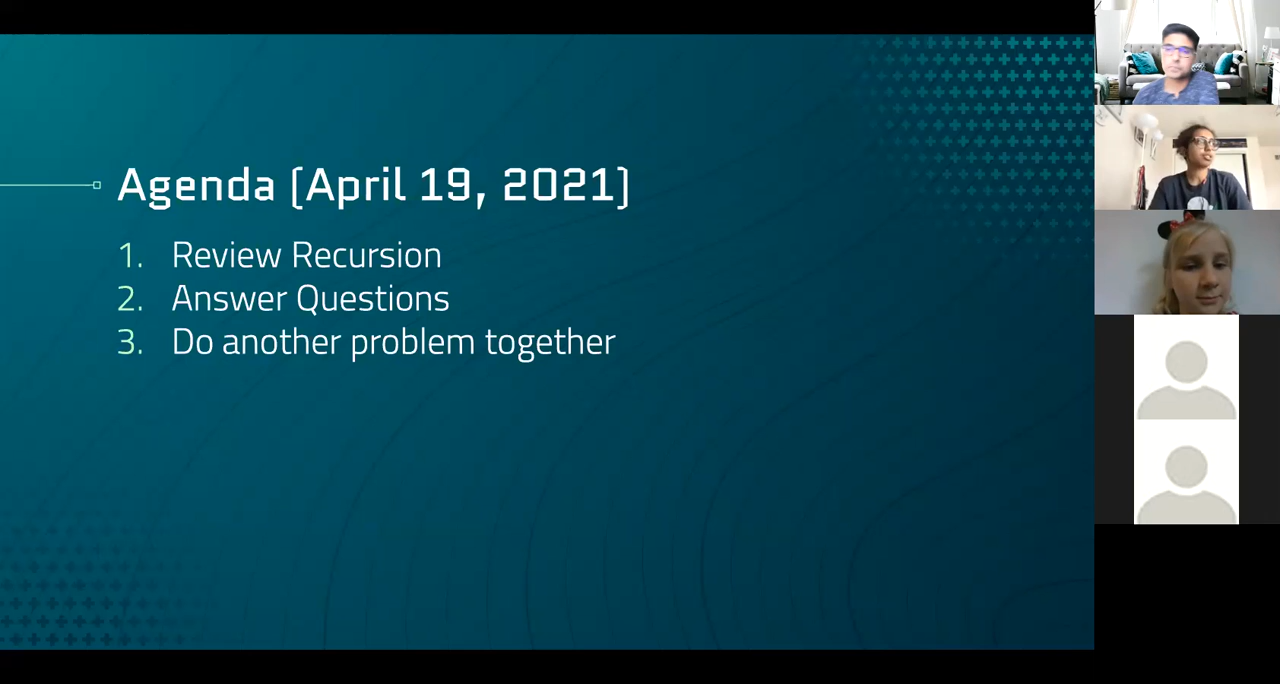 Agenda (April 19, 2021)
1. Review Recursion
2. Answer Questions
3. Do another problem together